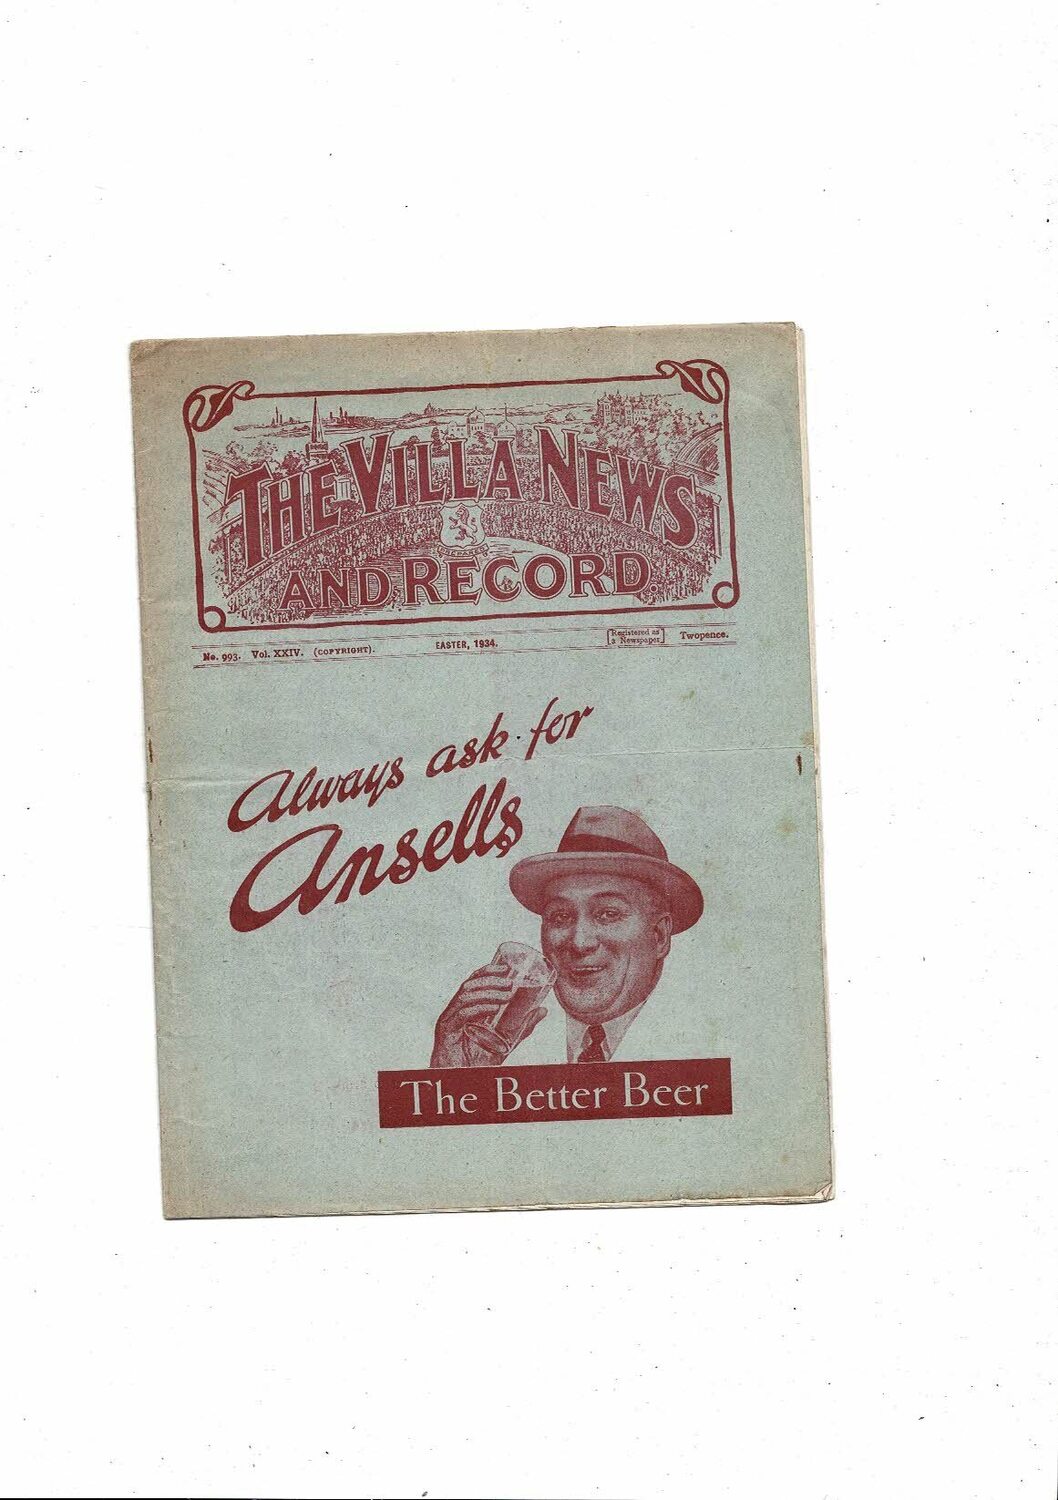 THE VILLA NEWS
AND RECORD.
PREPARED
No. 993. Vol. XXIV. (COPYRIGHT). EASTER, 1934. Registered as a Newspaper Twopence.
Always ask for
Ansells
The Better Beer